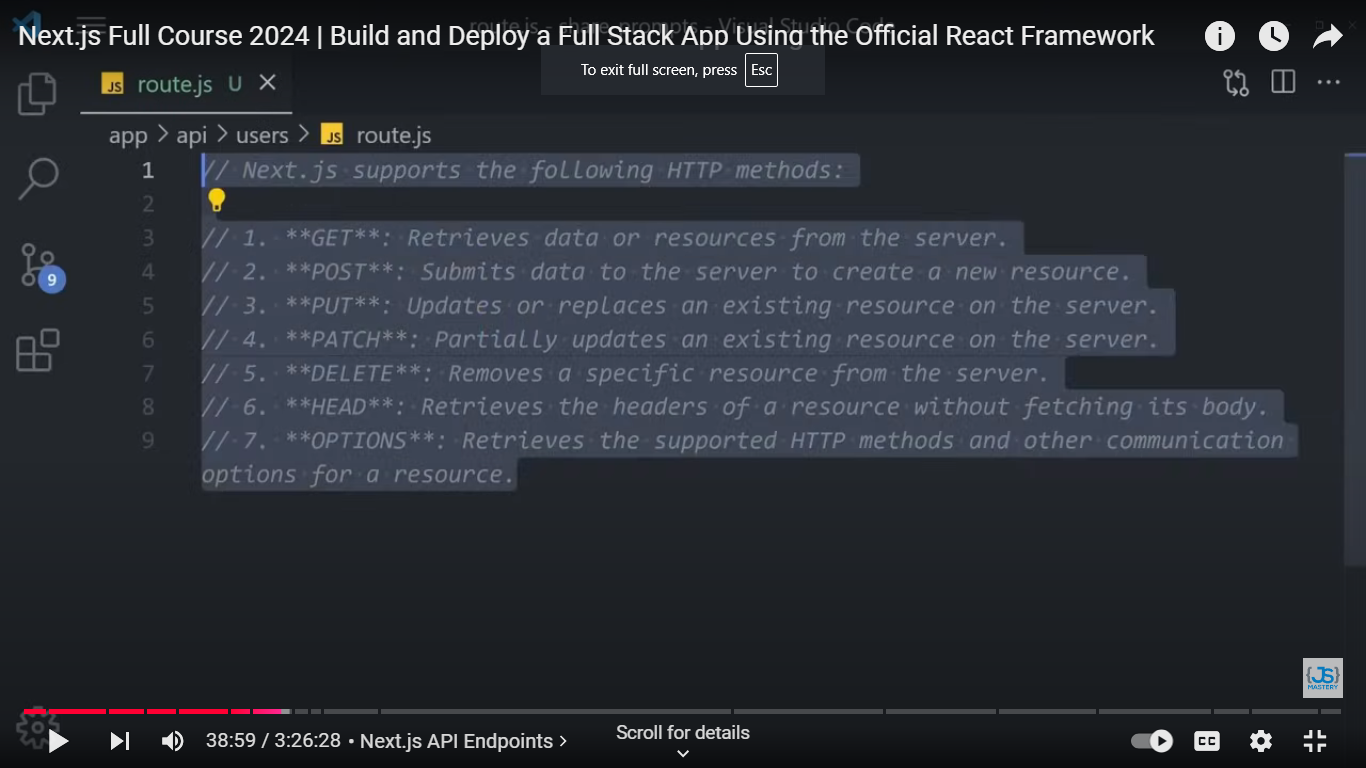 route.js - share_prompts - Visual Studio Code
Next.js Full Course 2024 | Build and Deploy a Full Stack App Using the Official React Framework
To exit full screen, press Esc
JS route.js U
app > api > users > JS route.js
1 // Next.js supports the following HTTP methods:
2
3 // 1. **GET**: Retrieves data or resources from the server.
4 // 2. **POST**: Submits data to the server to create a new resource.
5 // 3. **PUT**: Updates or replaces an existing resource on the server.
6 // 4. **PATCH**: Partially updates an existing resource on the server.
7 // 5. **DELETE**: Removes a specific resource from the server.
8 // 6. **HEAD**: Retrieves the headers of a resource without fetching its body.
9 // 7. **OPTIONS**: Retrieves the supported HTTP methods and other communication
options for a resource.
9
{JS}
MASTERY
Scroll for details
38:59 / 3:26:28 • Next.js API Endpoints >
CC